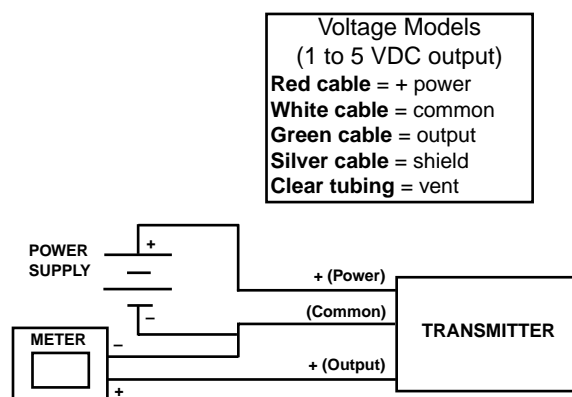 Voltage Models
(1 to 5 VDC output)
Red cable = + power
White cable = common
Green cable = output
Silver cable = shield
Clear tubing = vent
+
POWER
SUPPLY
+ (Power)
–
(Common)
TRANSMITTER
METER
–
+ (Output)
+